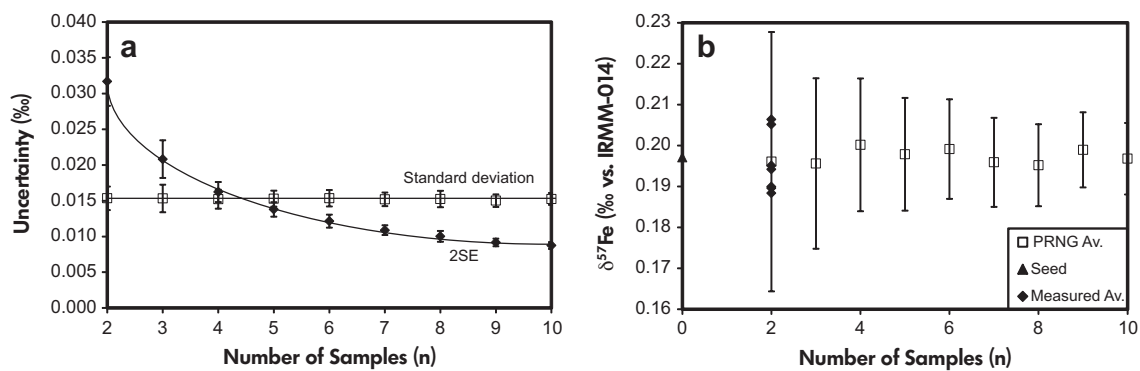 a
0.040
0.035
0.030
0.025
0.020
0.015
0.010
0.005
0.000
Uncertainty (‰)
Standard deviation
2SE
2 3 4 5 6 7 8 9 10
Number of Samples (n)
b
0.23
0.22
0.21
0.20
0.19
0.18
0.17
0.16
δ⁵⁷Fe (‰ vs. IRMM-014)
PRNG Av.
Seed
Measured Av.
0 2 4 6 8 10
Number of Samples (n)